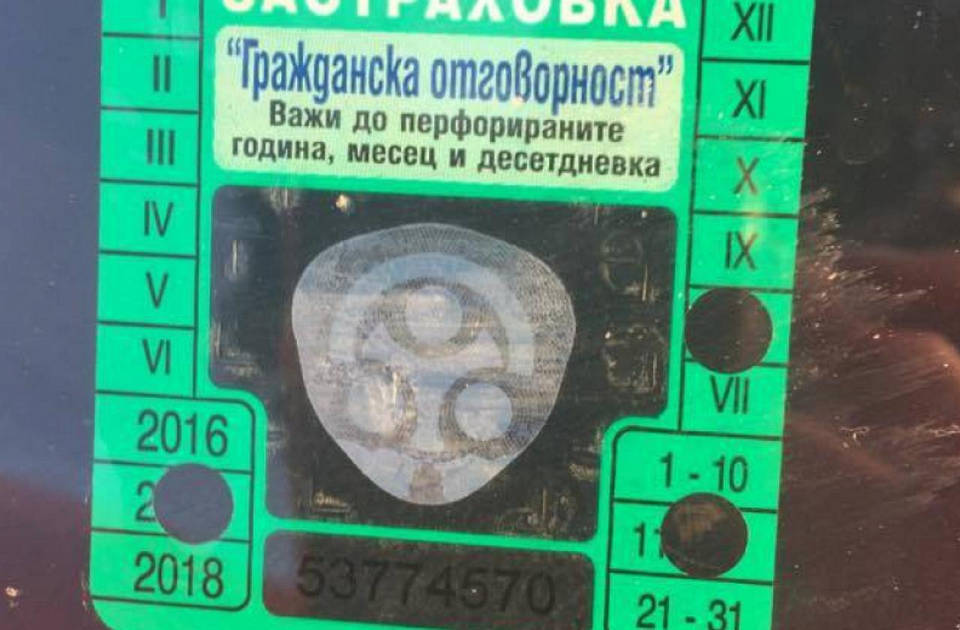 ЗАСТРАХОВКА
"Гражданска отговорност"
Важи до перфорираните
година, месец и десетдневка
I
II
III
IV
V
VI
XII
XI
X
IX
VII
2016
2018
1 - 10
21 - 31
53774570